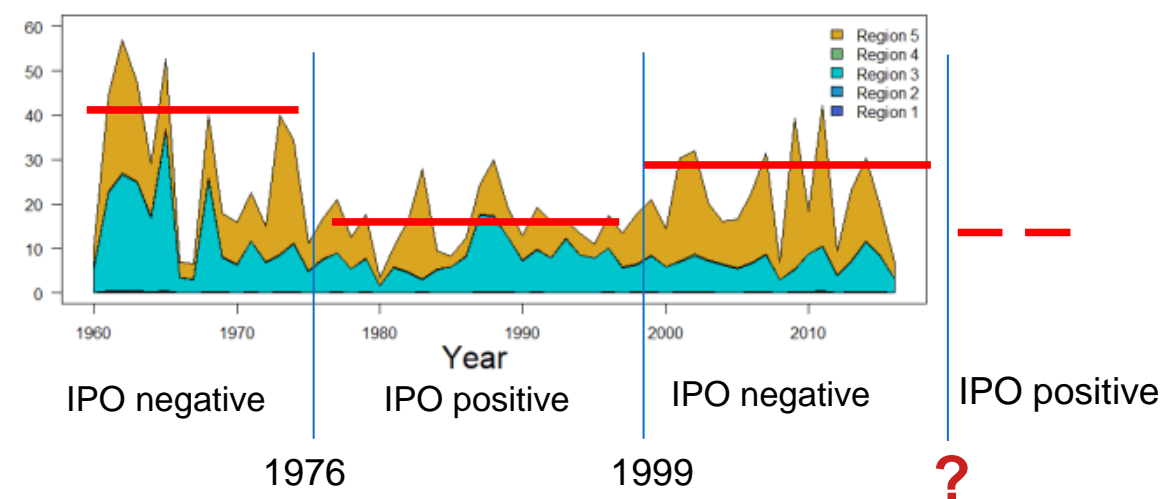 60
50
40
30
20
10
0
Region 5
Region 4
Region 3
Region 2
Region 1
1960 1970 1980 1990 2000 2010
Year
IPO negative IPO positive IPO negative IPO positive
1976 1999 ?